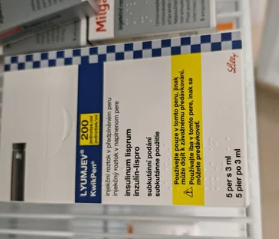 Milga
LYUMJEV® 200
KwikPen®
injekční roztok v předplněném peru
injekčný roztok v naplnenom pere
insulinum lisprum
inzulín-lispro
subkutánní podání
subkutánne použitie
Používejte pouze v tomto peru, jinak
může dojít k závažnému předávkování.
Používajte iba v tomto pere, inak sa
môžete predávkovať.
5 per s 3 ml
5 pier po 3 ml
Lilly